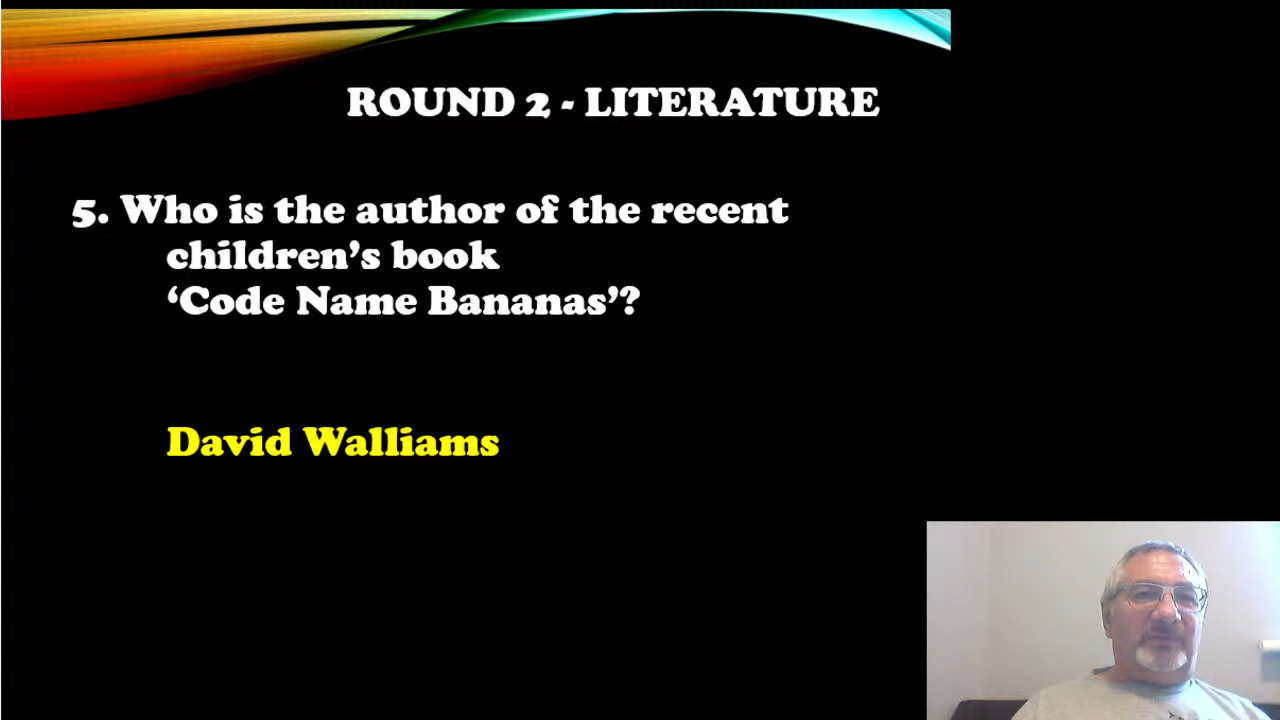 ROUND 2 - LITERATURE
5. Who is the author of the recent
children’s book
‘Code Name Bananas’?
David Walliams